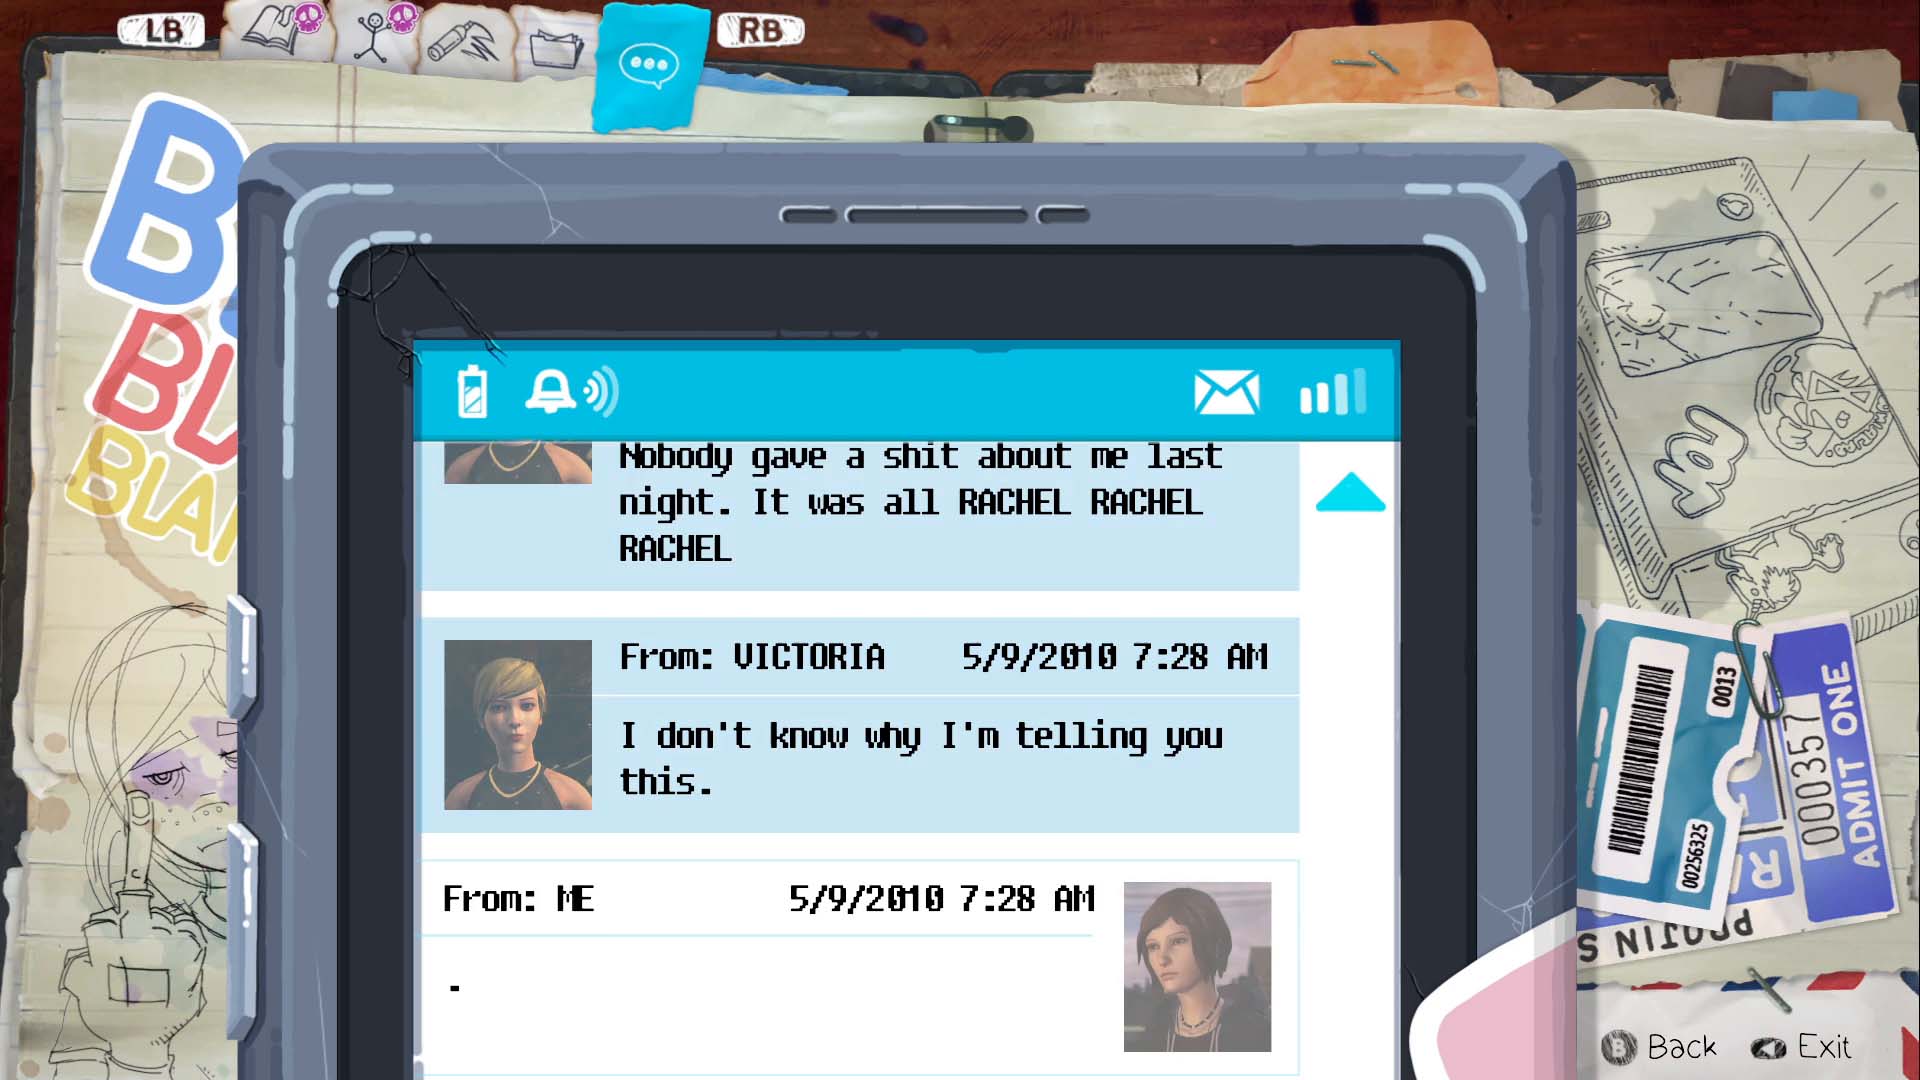 LB
RB
BL
BLA
Nobody gave a shit about me last
night. It was all RACHEL RACHEL
RACHEL
From: VICTORIA 5/9/2010 7:28 AM
I don't know why I'm telling you
this.
From: ME 5/9/2010 7:28 AM
.
0013
00256325
000357
ADMIT ONE
B Back
Exit